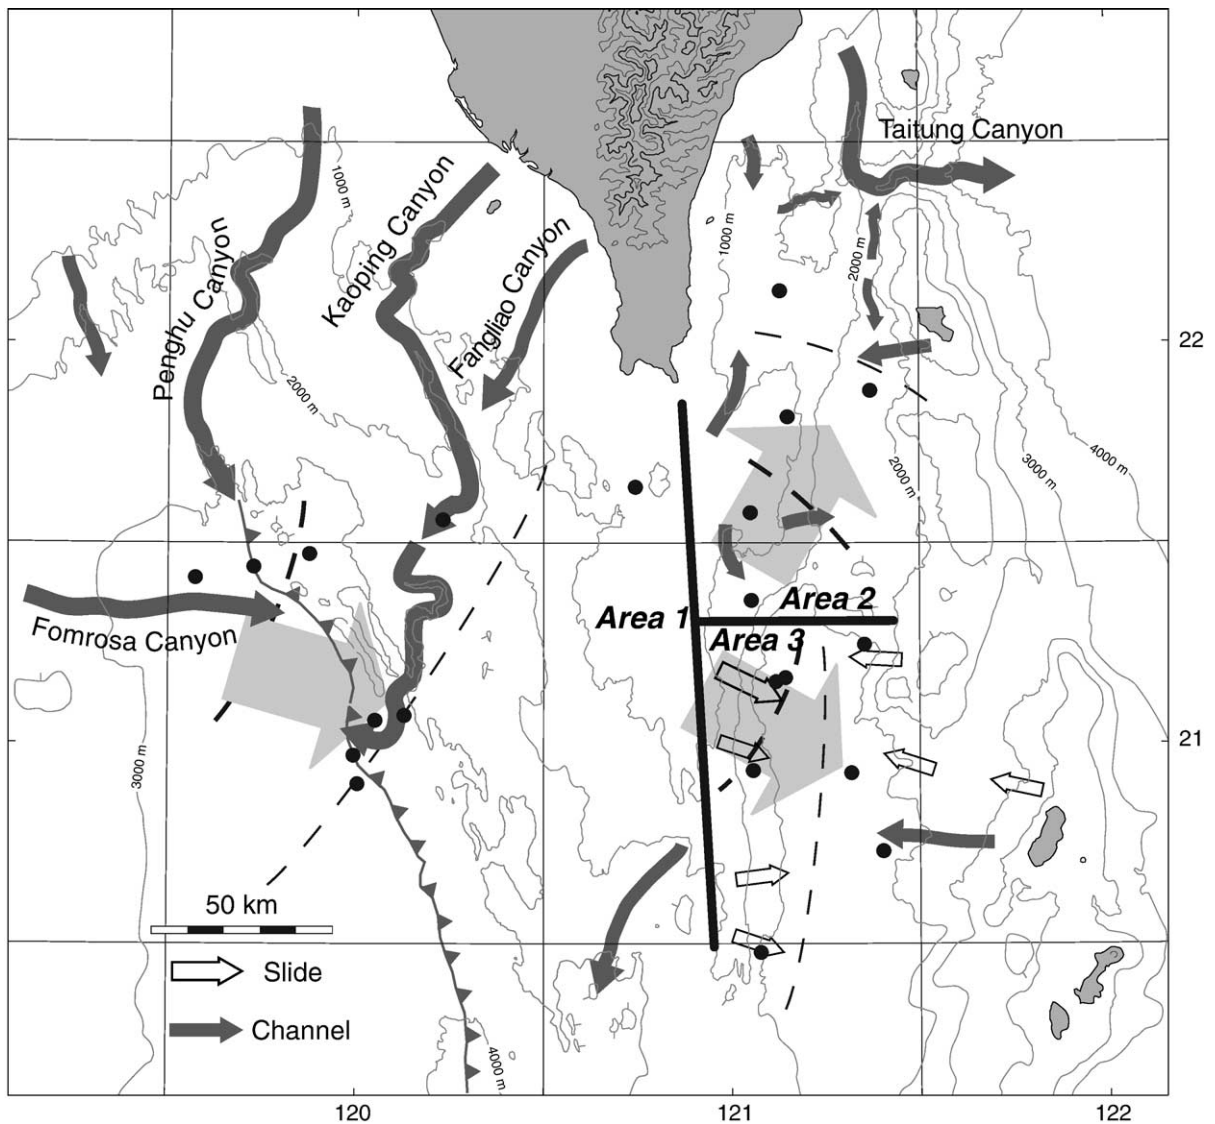 Taitung Canyon
1000 m
Kaoping Canyon
Penghu Canyon
Fangliao Canyon
1000 m
2000 m
22
2000 m
4000 m
3000 m
2000 m
Area 1
Area 2
Area 3
Fomrosa Canyon
3000 m
21
50 km
Slide
Channel
4000 m
120
121
122